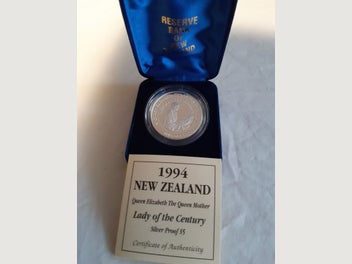 RESERVE
BANK
OF
NEW
ZEALAND
1994
NEW ZEALAND
Queen Elizabeth The Queen Mother
Lady of the Century
Silver Proof $5
Certificate of Authenticity